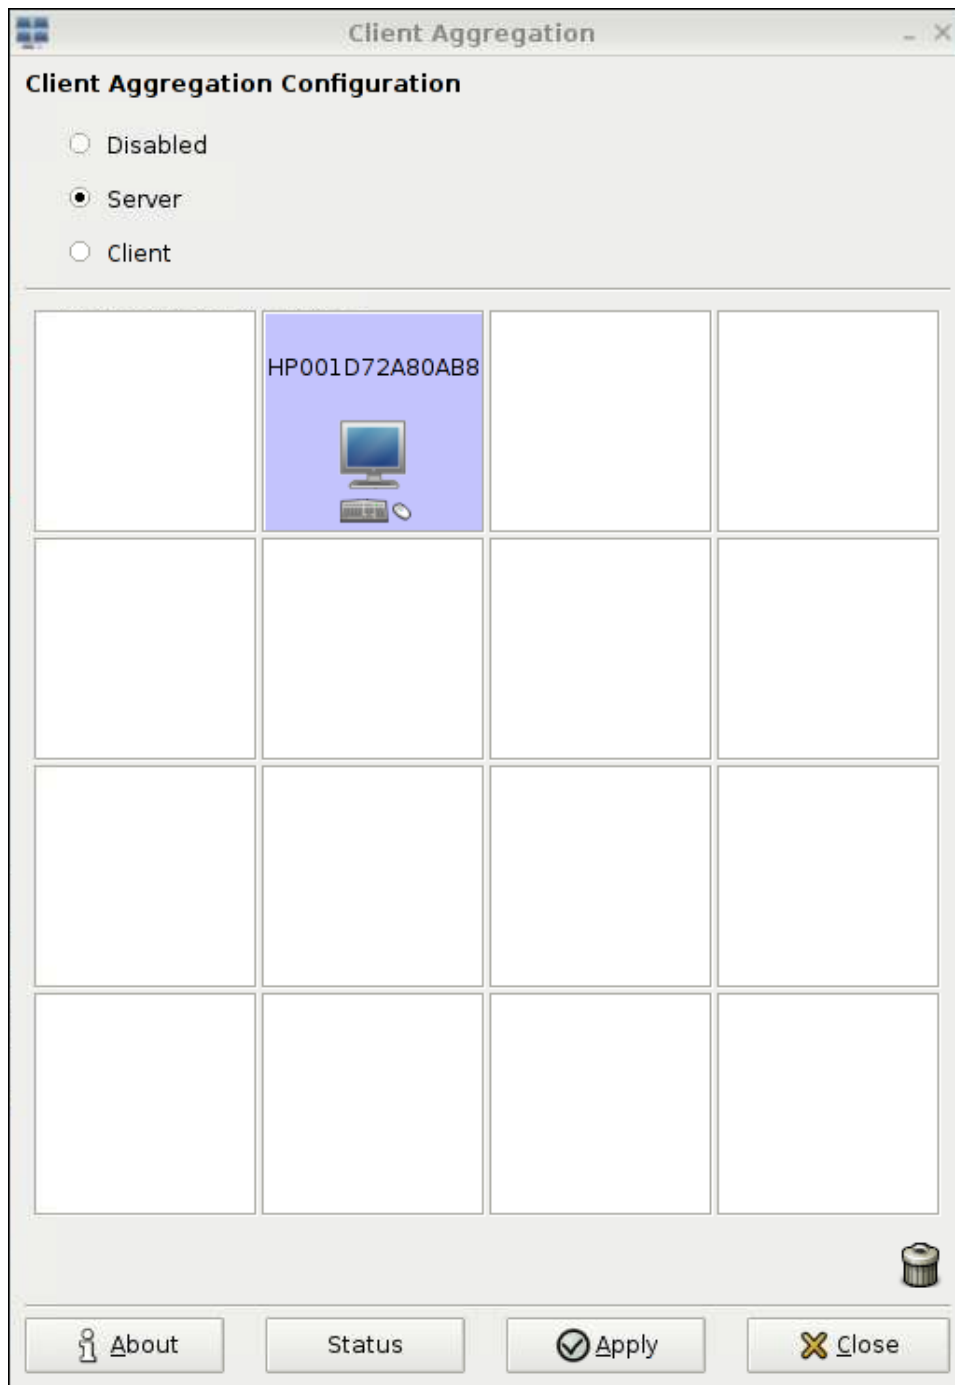 Client Aggregation
Client Aggregation Configuration
Disabled
Server
Client
HP001D72A80AB8
About
Status
Apply
Close